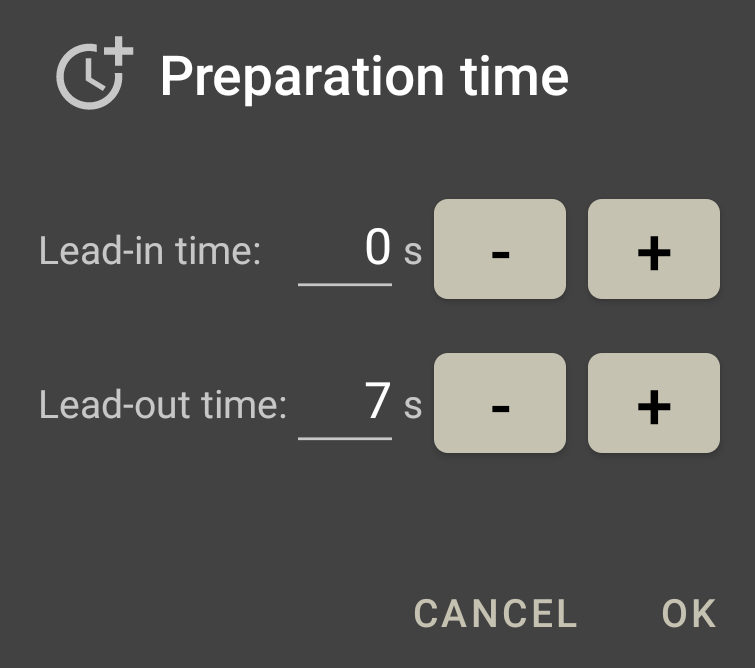 Preparation time
Lead-in time: 0 s - +
Lead-out time: 7 s - +
CANCEL OK